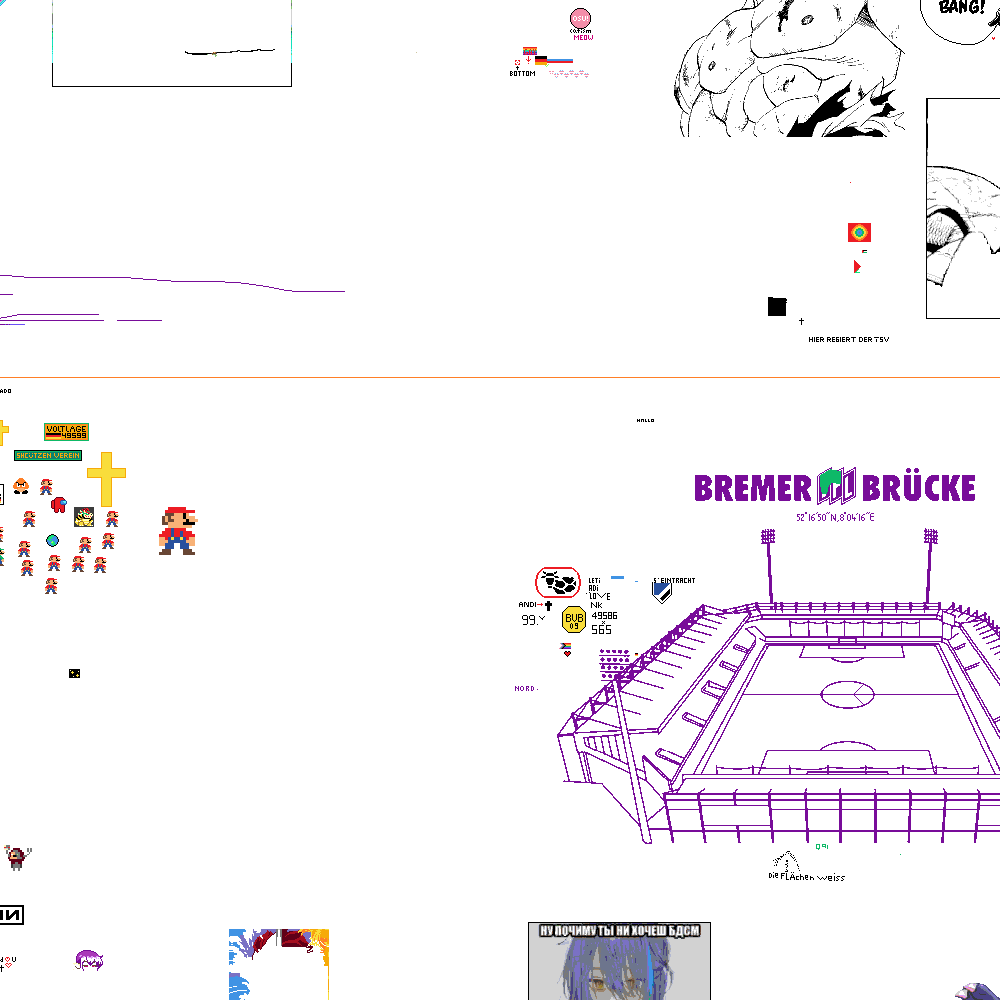 BANG!
OSU!
MEOW
BOTTOM
HIER REGIERT DER TSV
HALLO
VOLTLAGE
49599
SHCÜTZEN VEREIN
BREMER BRÜCKE
52°16'50"N,8°04'16"E
LETI
ADI
LOVE
NK
49586
565
S'EINTRACHT
ANDI→
99.
BVB
09
NORD.
Die FLÄchen weiss
НУ ПОЧИМУ ТЫ НИ ХОЧЕШ БДСМ